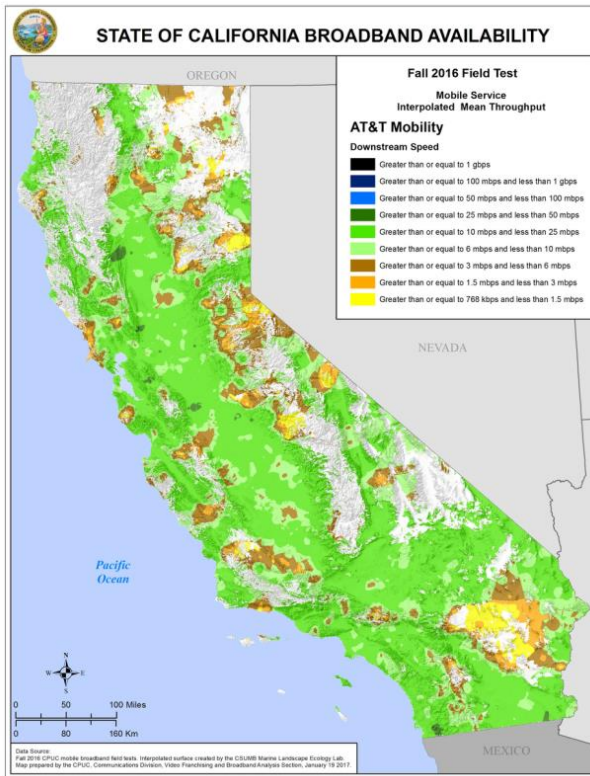 STATE OF CALIFORNIA BROADBAND AVAILABILITY
OREGON
Fall 2016 Field Test
Mobile Service
Interpolated Mean Throughput
AT&T Mobility
Downstream Speed
Greater than or equal to 1 gbps
Greater than or equal to 100 mbps and less than 1 gbps
Greater than or equal to 50 mbps and less than 100 mbps
Greater than or equal to 25 mbps and less than 50 mbps
Greater than or equal to 10 mbps and less than 25 mbps
Greater than or equal to 6 mbps and less than 10 mbps
Greater than or equal to 3 mbps and less than 6 mbps
Greater than or equal to 1.5 mbps and less than 3 mbps
Greater than or equal to 768 kbps and less than 1.5 mbps
NEVADA
Pacific
Ocean
N
W E
S
0 50 100 Miles
0 80 160 Km
MEXICO
Data Source:
Fall 2016 CPUC mobile broadband field tests. Interpolated surface created by the CSUMB Marine Landscape Ecology Lab.
Map prepared by the CPUC, Communications Division, Video Franchising and Broadband Analysis Section, January 19 2017.